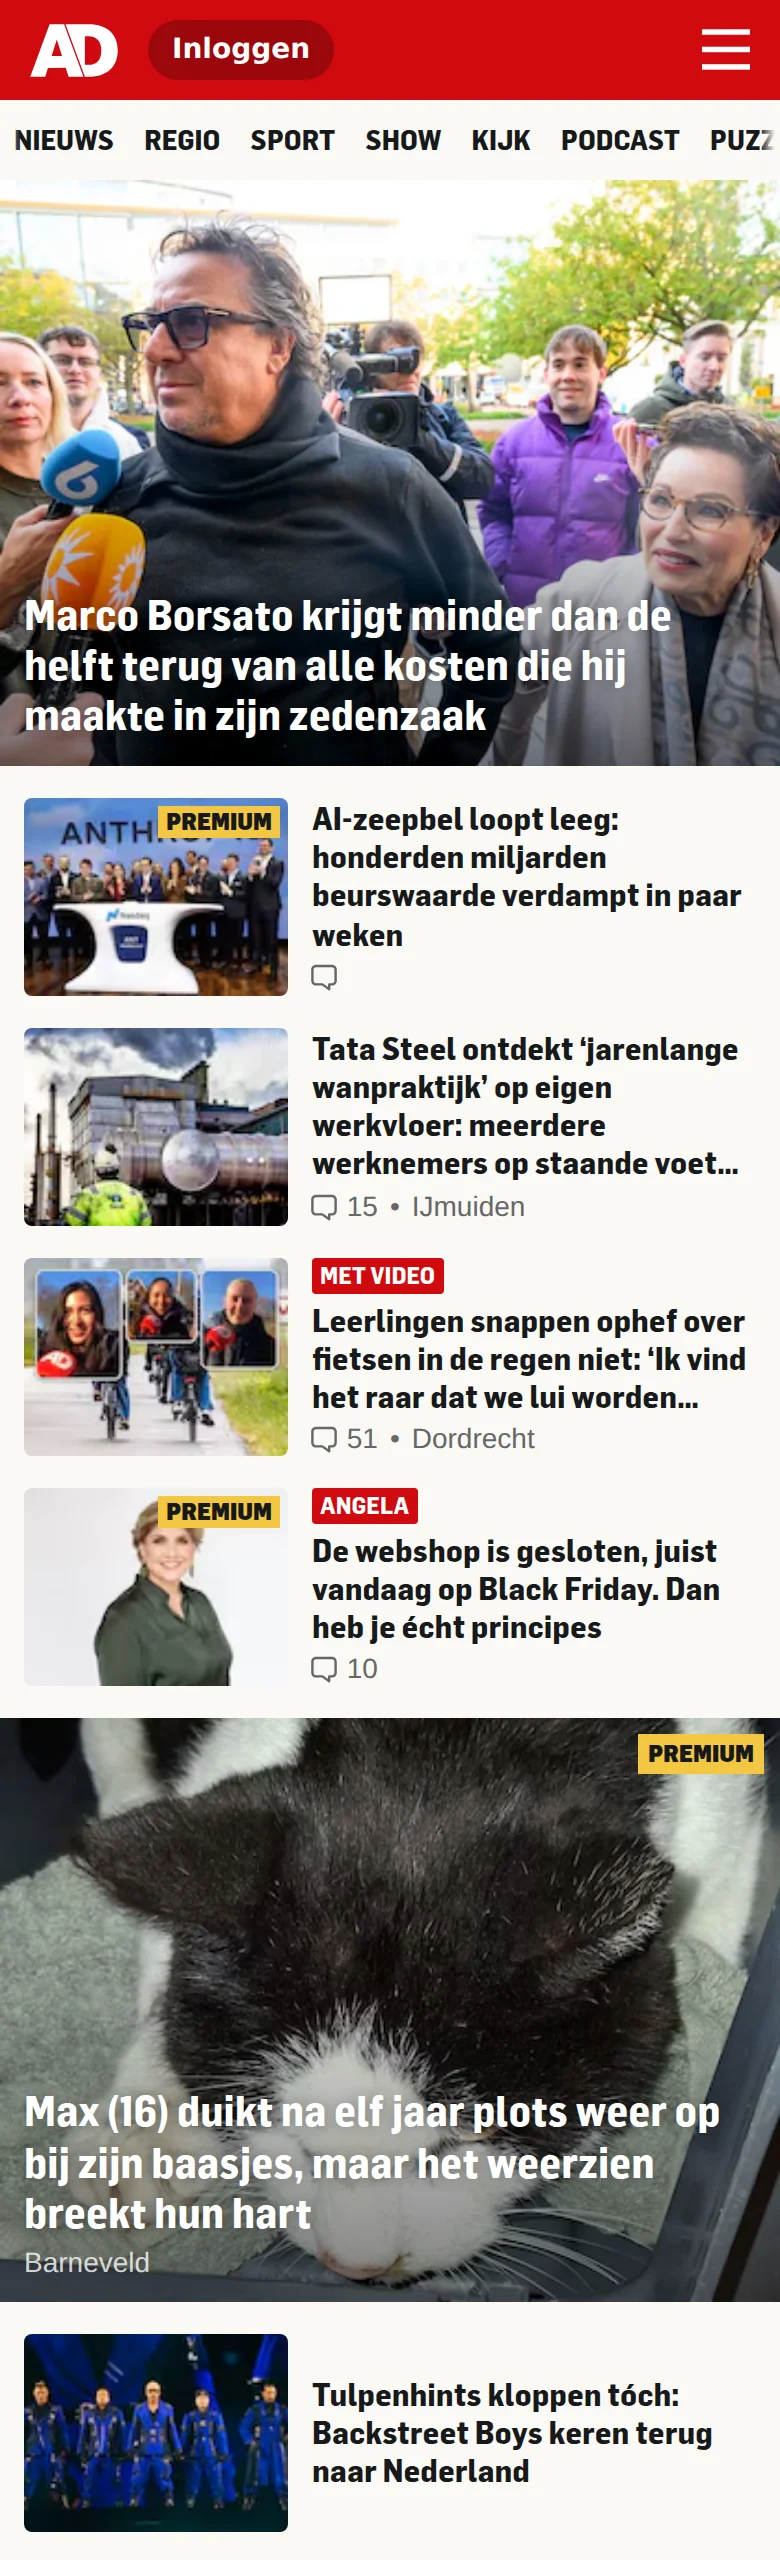 AD Inloggen
NIEUWS REGIO SPORT SHOW KIJK PODCAST PUZZ
6
Marco Borsato krijgt minder dan de
helft terug van alle kosten die hij
maakte in zijn zedenzaak
PREMIUM
ANTH
Nasdaq
AI-zeepbel loopt leeg:
honderden miljarden
beurswaarde verdampt in paar
weken
Tata Steel ontdekt ‘jarenlange
wanpraktijk’ op eigen
werkvloer: meerdere
werknemers op staande voet...
15 • IJmuiden
AD
MET VIDEO
Leerlingen snappen ophef over
fietsen in de regen niet: ‘Ik vind
het raar dat we lui worden...
51 • Dordrecht
PREMIUM
ANGELA
De webshop is gesloten, juist
vandaag op Black Friday. Dan
heb je écht principes
10
PREMIUM
Max (16) duikt na elf jaar plots weer op
bij zijn baasjes, maar het weerzien
breekt hun hart
Barneveld
Tulpenhints kloppen tóch:
Backstreet Boys keren terug
naar Nederland